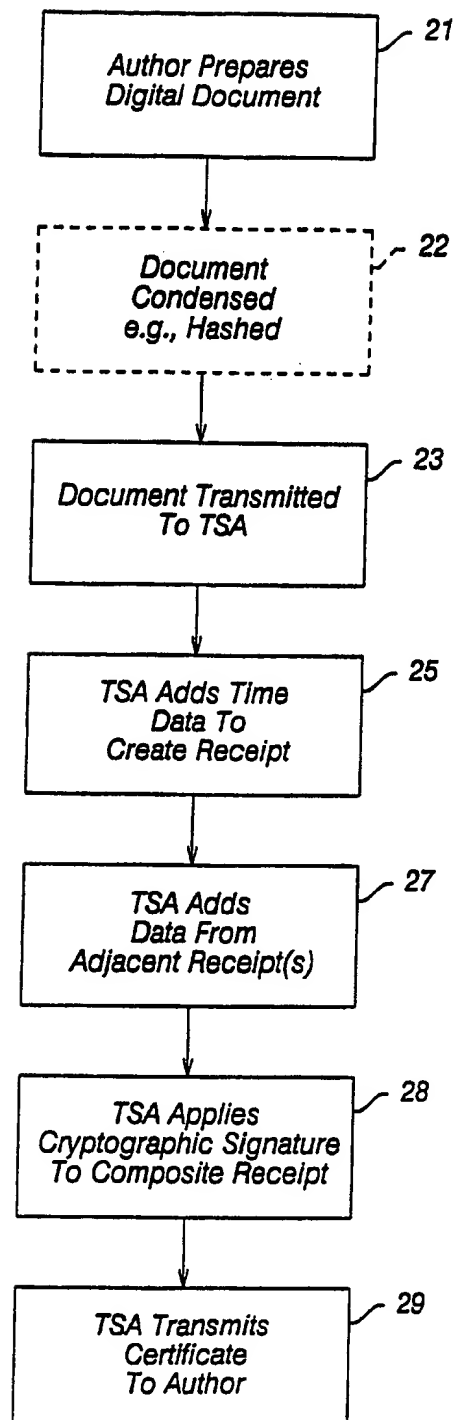 21
Author Prepares
Digital Document
22
Document
Condensed
e.g., Hashed
23
Document Transmitted
To TSA
25
TSA Adds Time
Data To
Create Receipt
27
TSA Adds
Data From
Adjacent Receipt(s)
28
TSA Applies
Cryptographic Signature
To Composite Receipt
29
TSA Transmits
Certificate
To Author